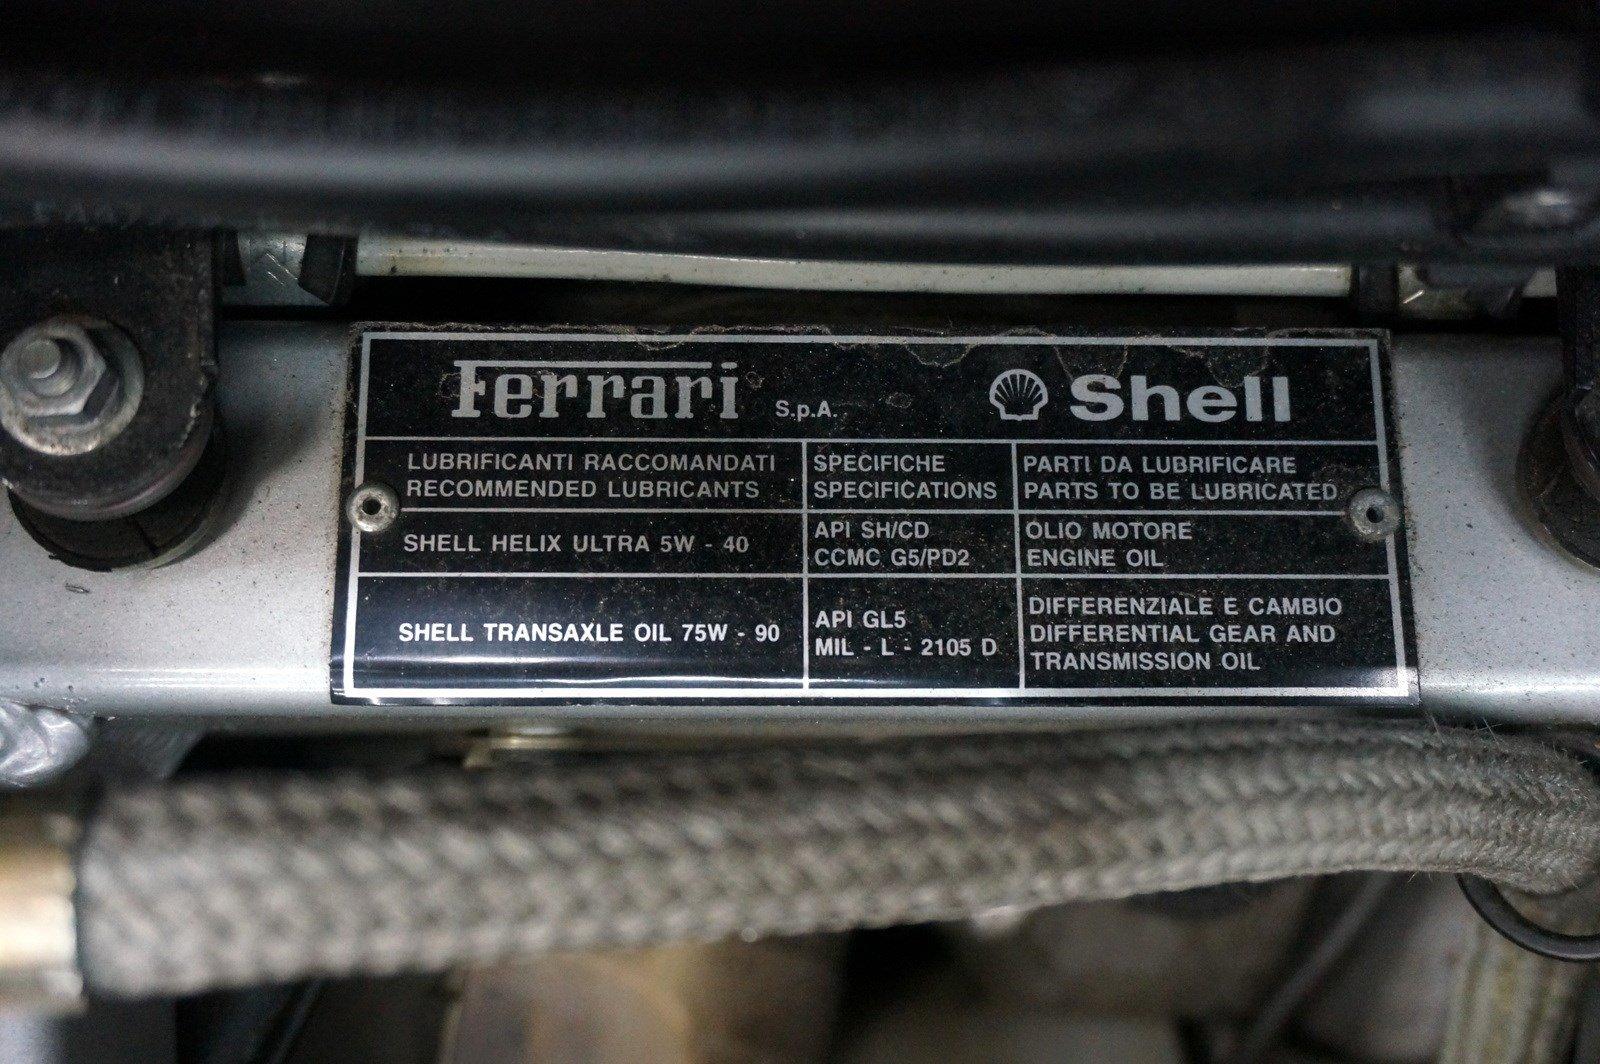 Ferrari S.p.A. Shell
LUBRIFICANTI RACCOMANDATI
RECOMMENDED LUBRICANTS
SPECIFICHE
SPECIFICATIONS
PARTI DA LUBRIFICARE
PARTS TO BE LUBRICATED
SHELL HELIX ULTRA 5W - 40
API SH/CD
CCMC G5/PD2
OLIO MOTORE
ENGINE OIL
SHELL TRANSAXLE OIL 75W - 90
API GL5
MIL - L - 2105 D
DIFFERENZIALE E CAMBIO
DIFFERENTIAL GEAR AND
TRANSMISSION OIL